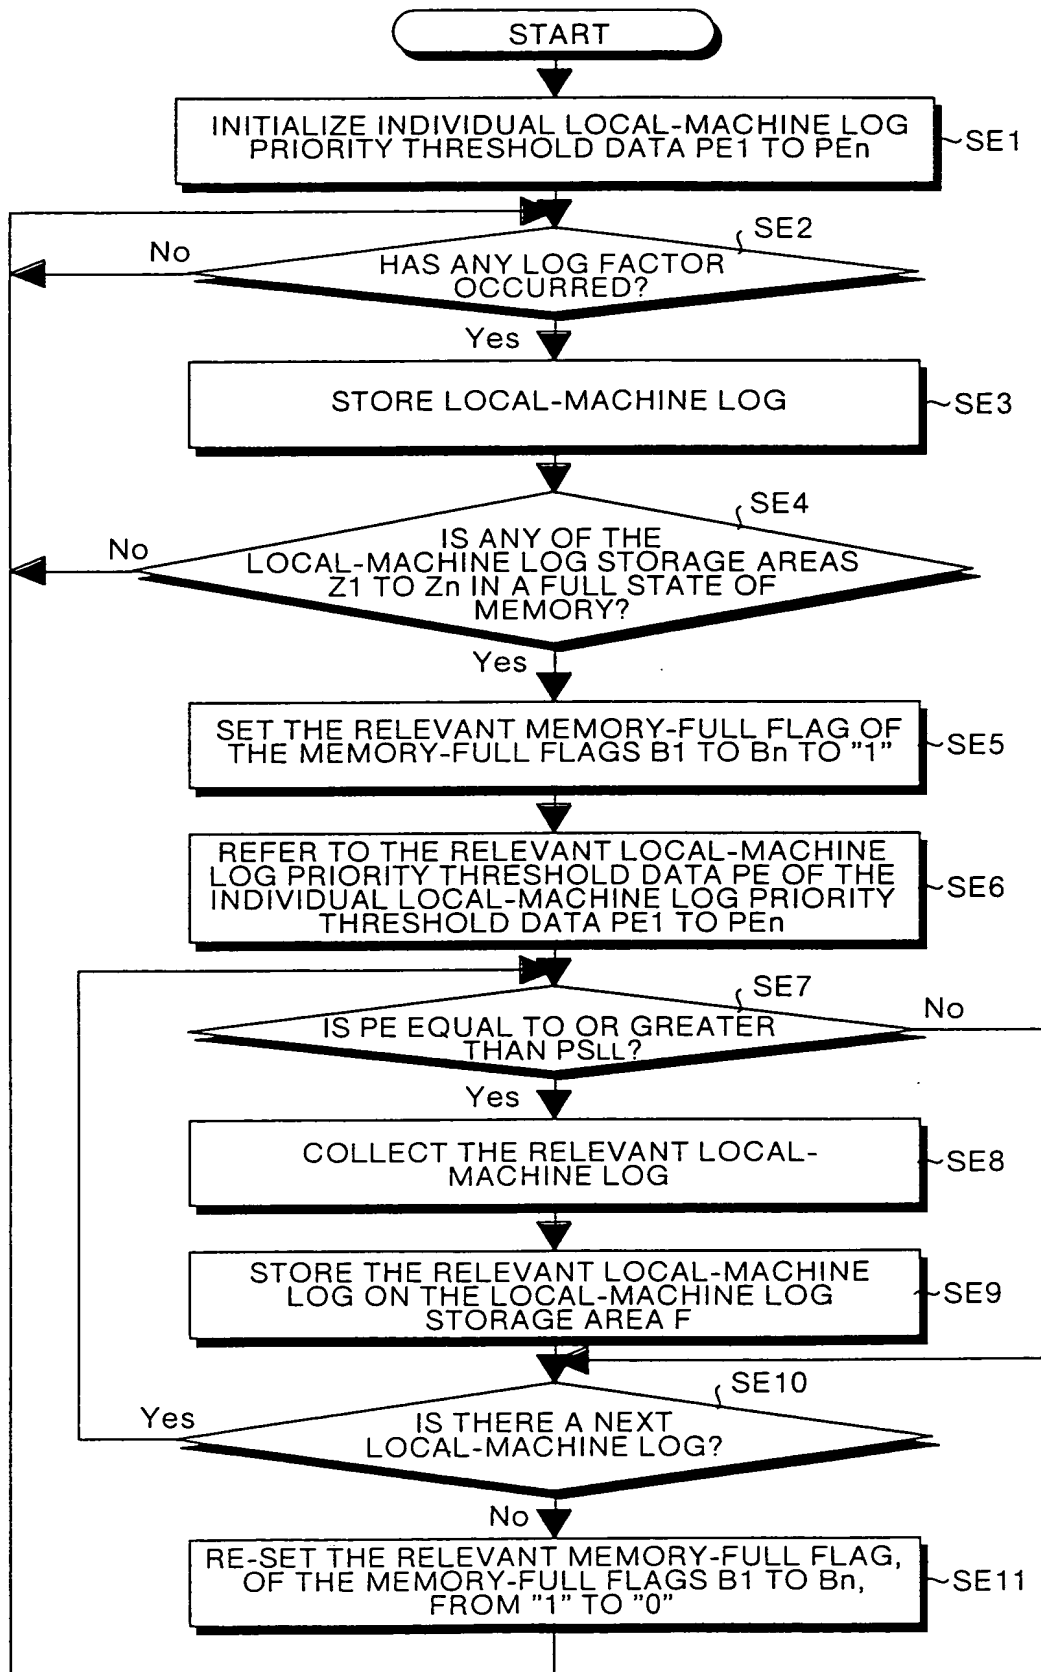 START
INITIALIZE INDIVIDUAL LOCAL-MACHINE LOG
PRIORITY THRESHOLD DATA PE1 TO PEn
SE1
SE2
No
HAS ANY LOG FACTOR
OCCURRED?
Yes
STORE LOCAL-MACHINE LOG
SE3
SE4
No
IS ANY OF THE
LOCAL-MACHINE LOG STORAGE AREAS
Z1 TO Zn IN A FULL STATE OF
MEMORY?
Yes
SET THE RELEVANT MEMORY-FULL FLAG OF
THE MEMORY-FULL FLAGS B1 TO Bn TO "1"
SE5
REFER TO THE RELEVANT LOCAL-MACHINE
LOG PRIORITY THRESHOLD DATA PE OF THE
INDIVIDUAL LOCAL-MACHINE LOG PRIORITY
THRESHOLD DATA PE1 TO PEn
SE6
SE7
No
IS PE EQUAL TO OR GREATER
THAN PSLL?
Yes
COLLECT THE RELEVANT LOCAL-
MACHINE LOG
SE8
STORE THE RELEVANT LOCAL-MACHINE
LOG ON THE LOCAL-MACHINE LOG
STORAGE AREA F
SE9
SE10
Yes
IS THERE A NEXT
LOCAL-MACHINE LOG?
No
RE-SET THE RELEVANT MEMORY-FULL FLAG,
OF THE MEMORY-FULL FLAGS B1 TO Bn,
FROM "1" TO "0"
SE11